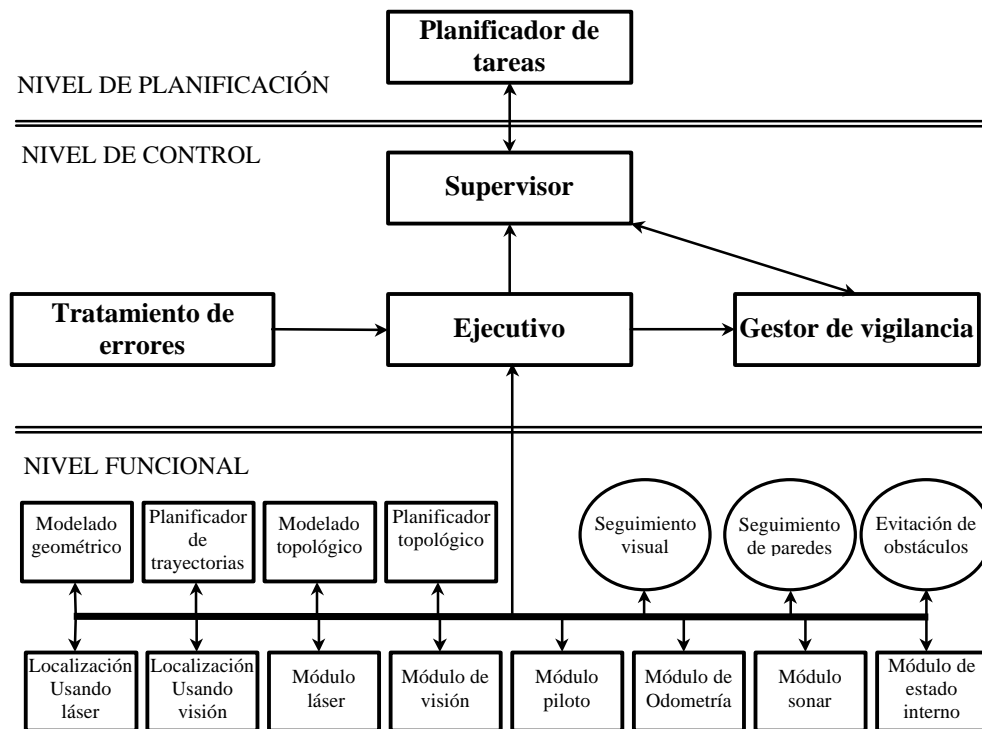 Planificador de
tareas
NIVEL DE PLANIFICACIÓN
NIVEL DE CONTROL
Supervisor
Tratamiento de
errores
Ejecutivo
Gestor de vigilancia
NIVEL FUNCIONAL
Modelado
geométrico
Planificador
de
trayectorias
Modelado
topológico
Planificador
topológico
Seguimiento
visual
Seguimiento
de paredes
Evitación de
obstáculos
Localización
Usando
láser
Localización
Usando
visión
Módulo
láser
Módulo de
visión
Módulo
piloto
Módulo de
Odometría
Módulo
sonar
Módulo de
estado
interno